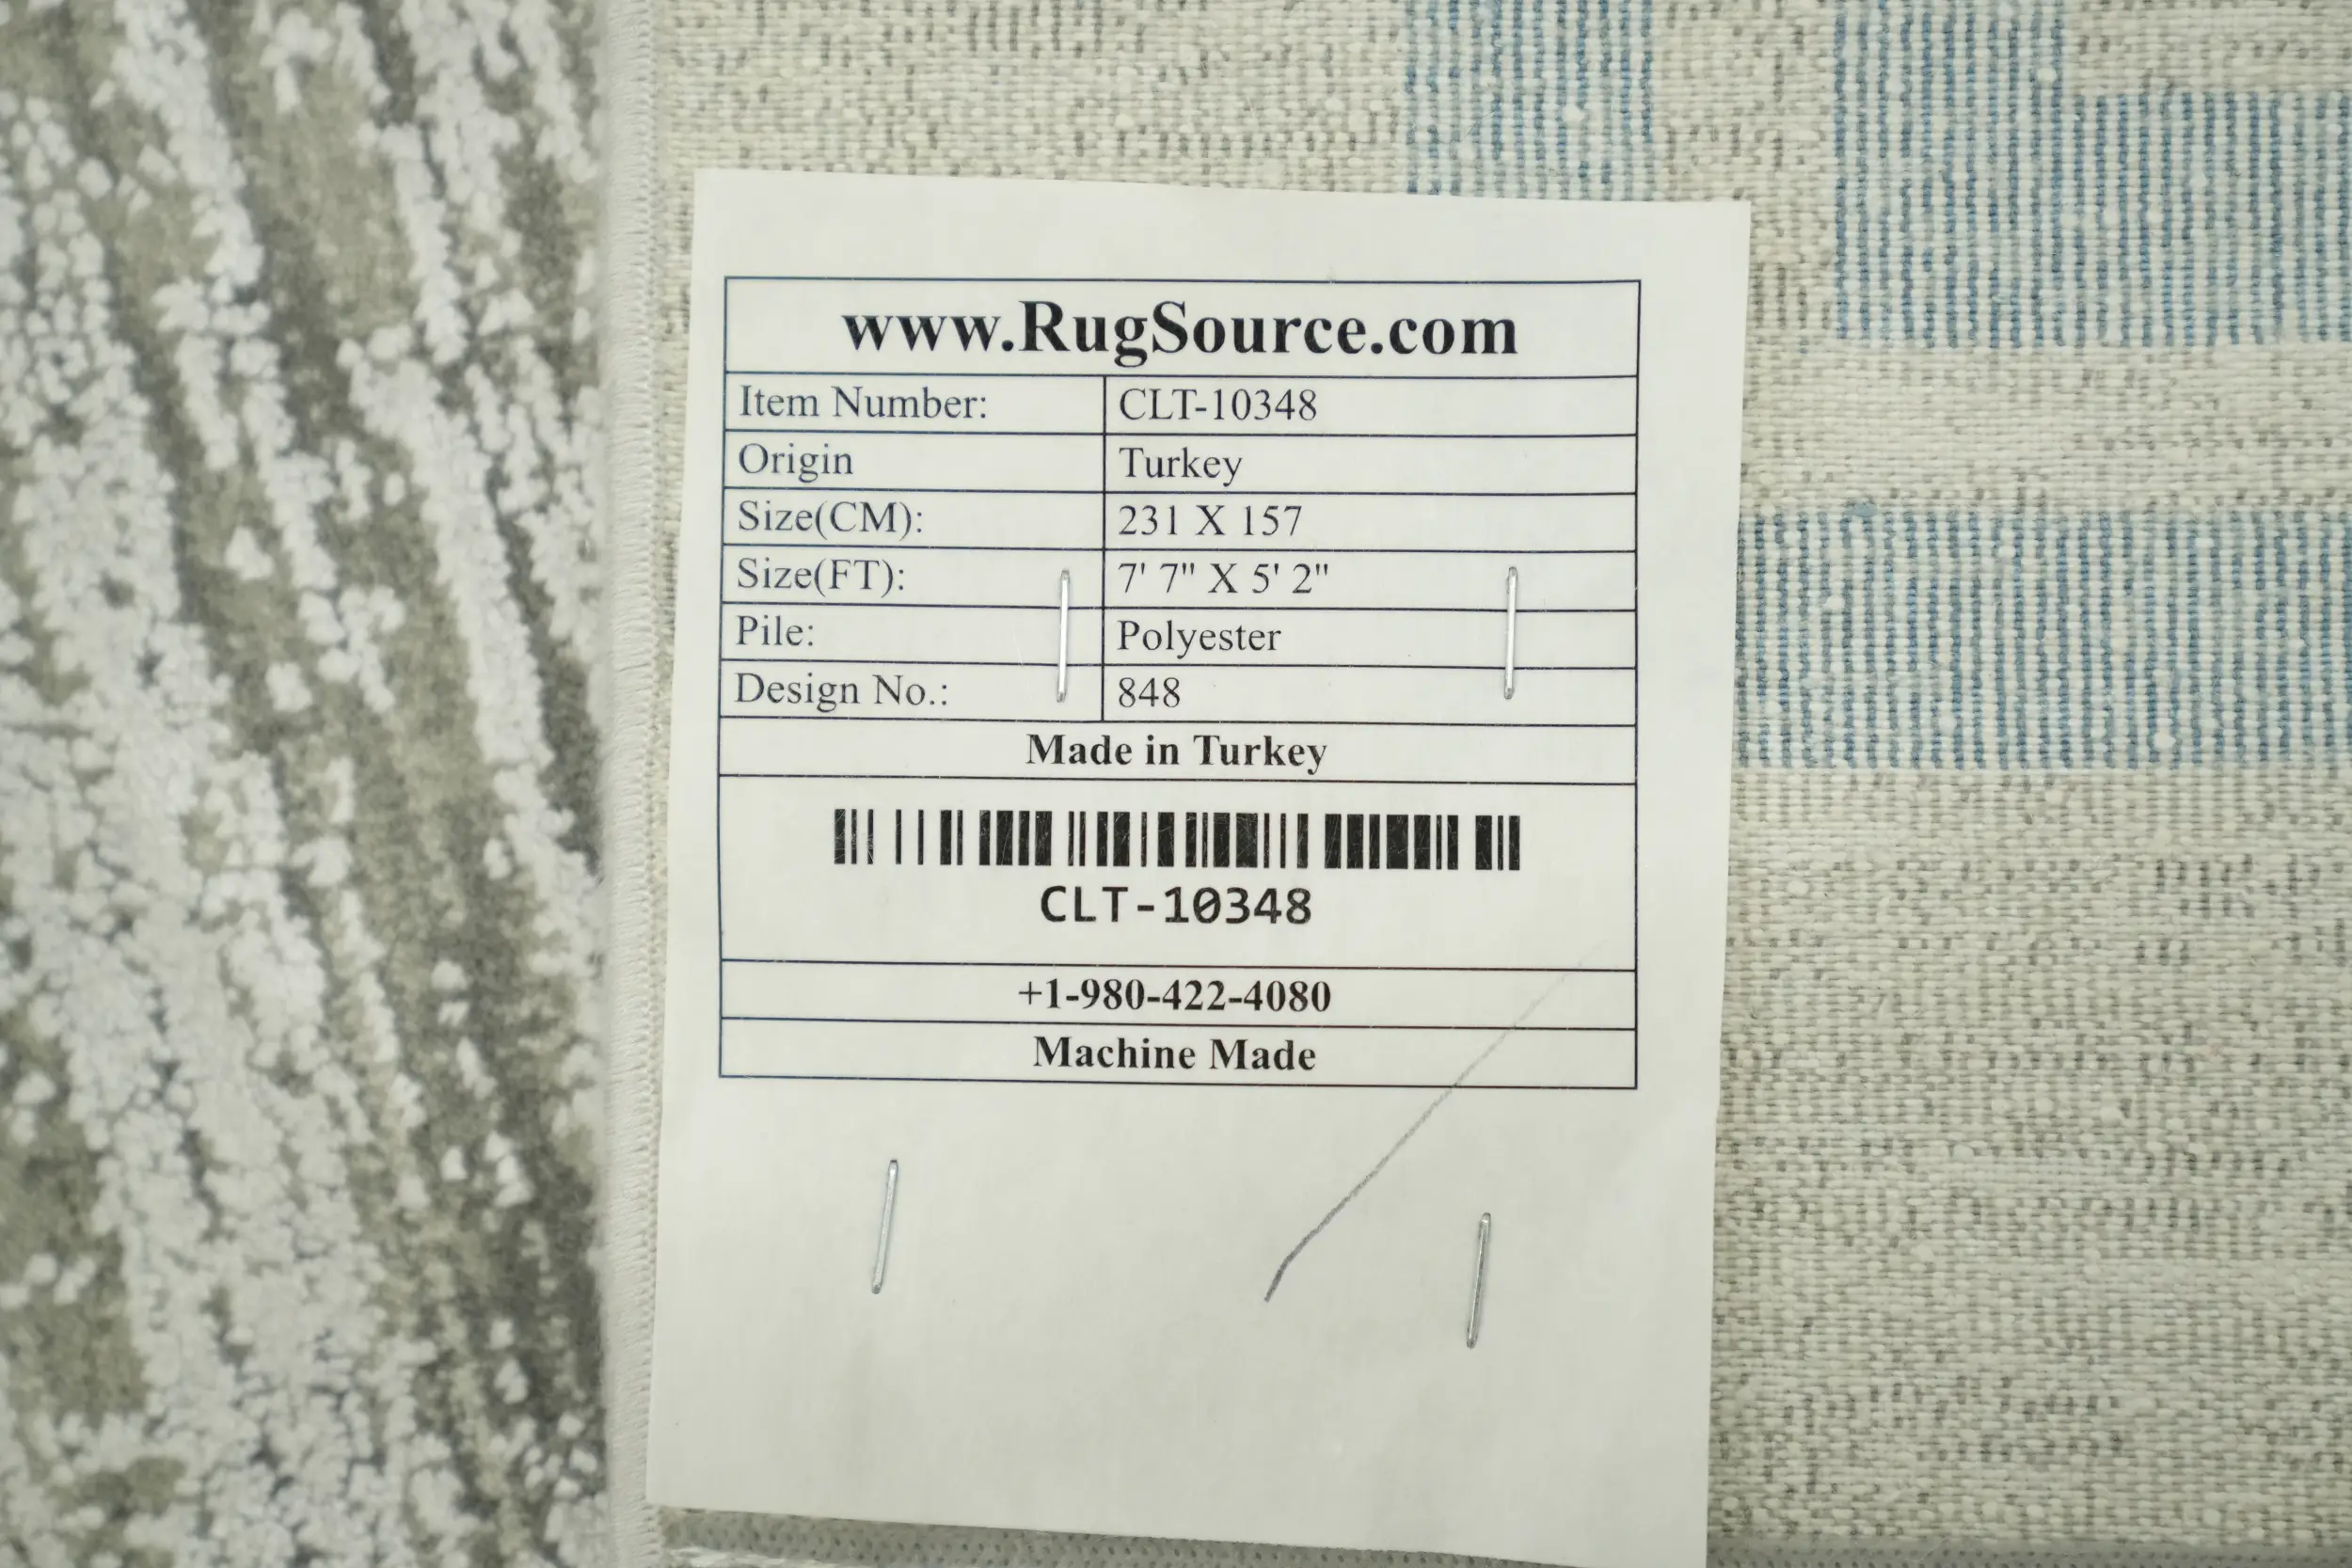 www.RugSource.com
Item Number: CLT-10348
Origin Turkey
Size(CM): 231 X 157
Size(FT): 7' 7" X 5' 2"
Pile: Polyester
Design No.: 848
Made in Turkey
CLT-10348
+1-980-422-4080
Machine Made